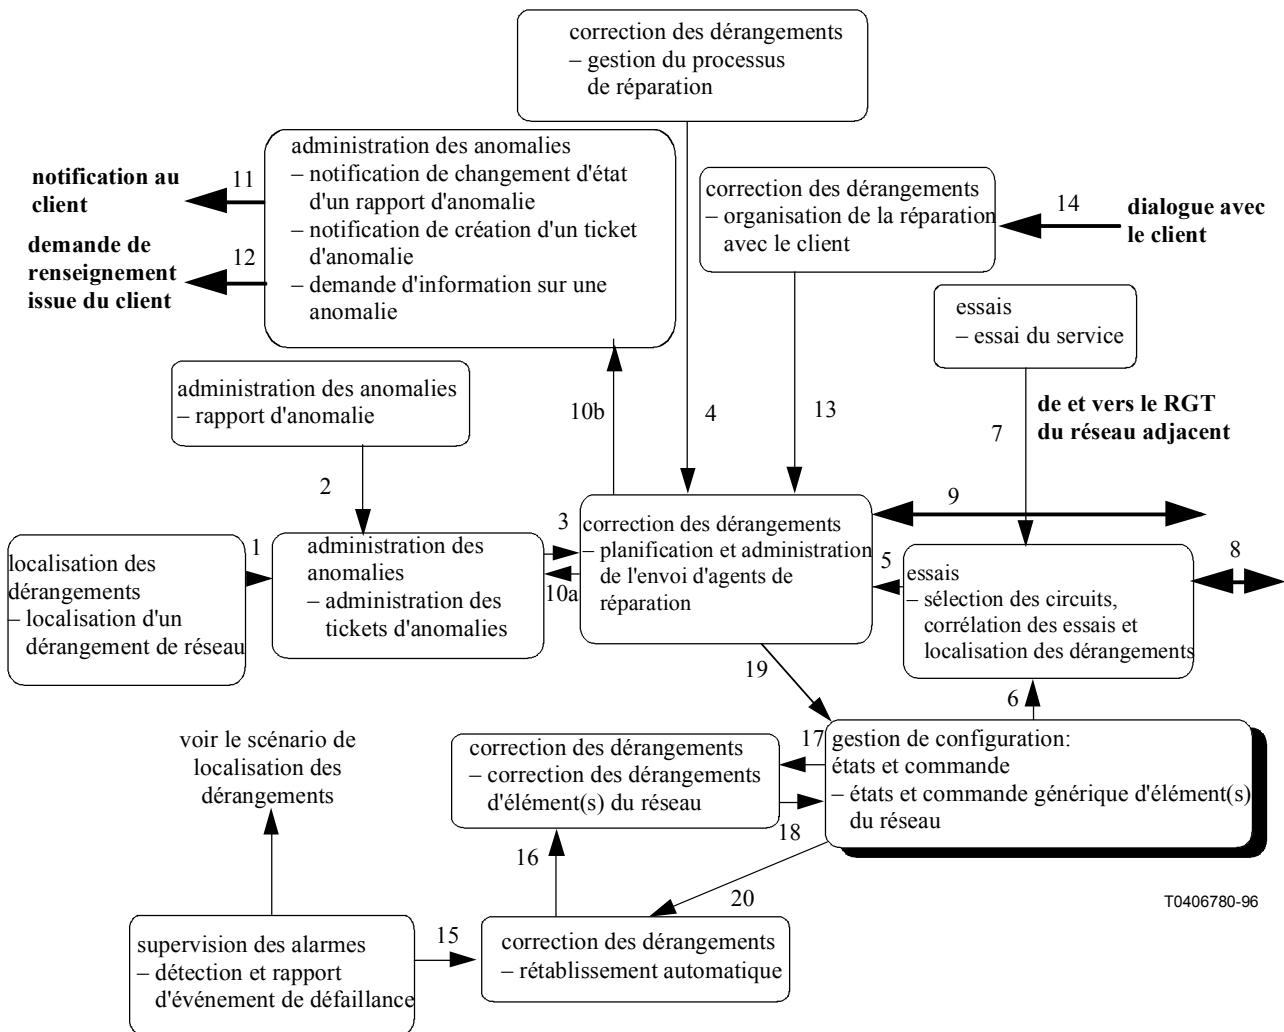 correction des dérangements
– gestion du processus
de réparation
administration des anomalies
– notification de changement d'état
d'un rapport d'anomalie
– notification de création d'un ticket
d'anomalie
– demande d'information sur une
anomalie
notification au
client
11
demande de
renseignement
issue du client
12
correction des dérangements
– organisation de la réparation
avec le client
14
dialogue avec
le client
essais
– essai du service
administration des anomalies
– rapport d'anomalie
10b
4
13
7
de et vers le RGT
du réseau adjacent
2
localisation des
dérangements
– localisation d'un
dérangement de réseau
1
administration des
anomalies
– administration des
tickets d'anomalies
3
10a
correction des dérangements
– planification et administration
de l'envoi d'agents de
réparation
9
5
8
essais
– sélection des circuits,
corrélation des essais et
localisation des dérangements
19
6
voir le scénario de
localisation des
dérangements
correction des dérangements
– correction des dérangements
d'élément(s) du réseau
17
18
gestion de configuration:
états et commande
– états et commande générique d'élément(s)
du réseau
16
20
T0406780-96
supervision des alarmes
– détection et rapport
d'événement de défaillance
15
correction des dérangements
– rétablissement automatique